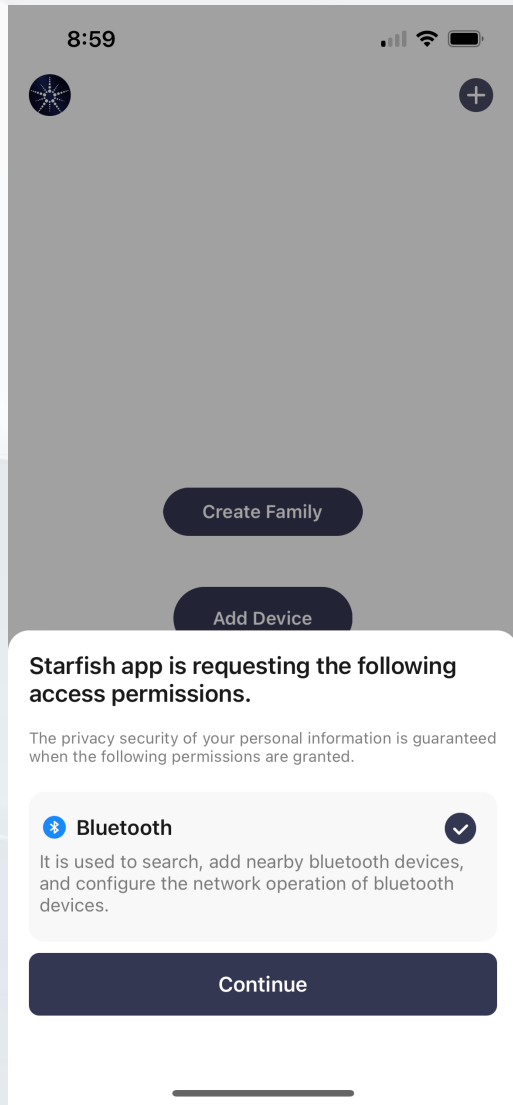 8:59
Create Family
Add Device
Starfish app is requesting the following
access permissions.
The privacy security of your personal information is guaranteed
when the following permissions are granted.
Bluetooth
It is used to search, add nearby bluetooth devices,
and configure the network operation of bluetooth
devices.
Continue